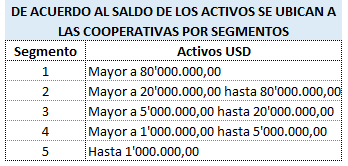 DE ACUERDO AL SALDO DE LOS ACTIVOS SE UBICAN A
LAS COOPERATIVAS POR SEGMENTOS
Segmento Activos USD
1 Mayor a 80'000.000,00
2 Mayor a 20'000.000,00 hasta 80'000.000,00
3 Mayor a 5'000.000,00 hasta 20'000.000,00
4 Mayor a 1'000.000,00 hasta 5'000.000,00
5 Hasta 1'000.000,00